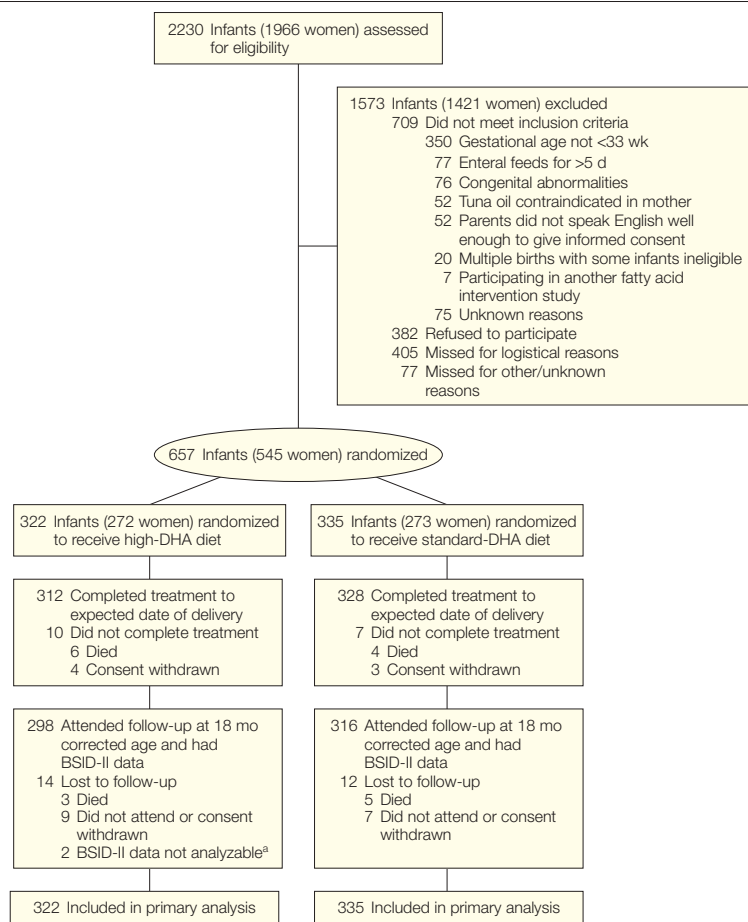 2230 Infants (1966 women) assessed
for eligibility
1573 Infants (1421 women) excluded
709 Did not meet inclusion criteria
350 Gestational age not <33 wk
77 Enteral feeds for >5 d
76 Congenital abnormalities
52 Tuna oil contraindicated in mother
52 Parents did not speak English well
enough to give informed consent
20 Multiple births with some infants ineligible
7 Participating in another fatty acid
intervention study
75 Unknown reasons
382 Refused to participate
405 Missed for logistical reasons
77 Missed for other/unknown
reasons
657 Infants (545 women) randomized
322 Infants (272 women) randomized
to receive high-DHA diet
335 Infants (273 women) randomized
to receive standard-DHA diet
312 Completed treatment to
expected date of delivery
10 Did not complete treatment
6 Died
4 Consent withdrawn
328 Completed treatment to
expected date of delivery
7 Did not complete treatment
4 Died
3 Consent withdrawn
298 Attended follow-up at 18 mo
corrected age and had
BSID-II data
14 Lost to follow-up
3 Died
9 Did not attend or consent
withdrawn
2 BSID-II data not analyzableª
316 Attended follow-up at 18 mo
corrected age and had
BSID-II data
12 Lost to follow-up
5 Died
7 Did not attend or consent
withdrawn
322 Included in primary analysis
335 Included in primary analysis